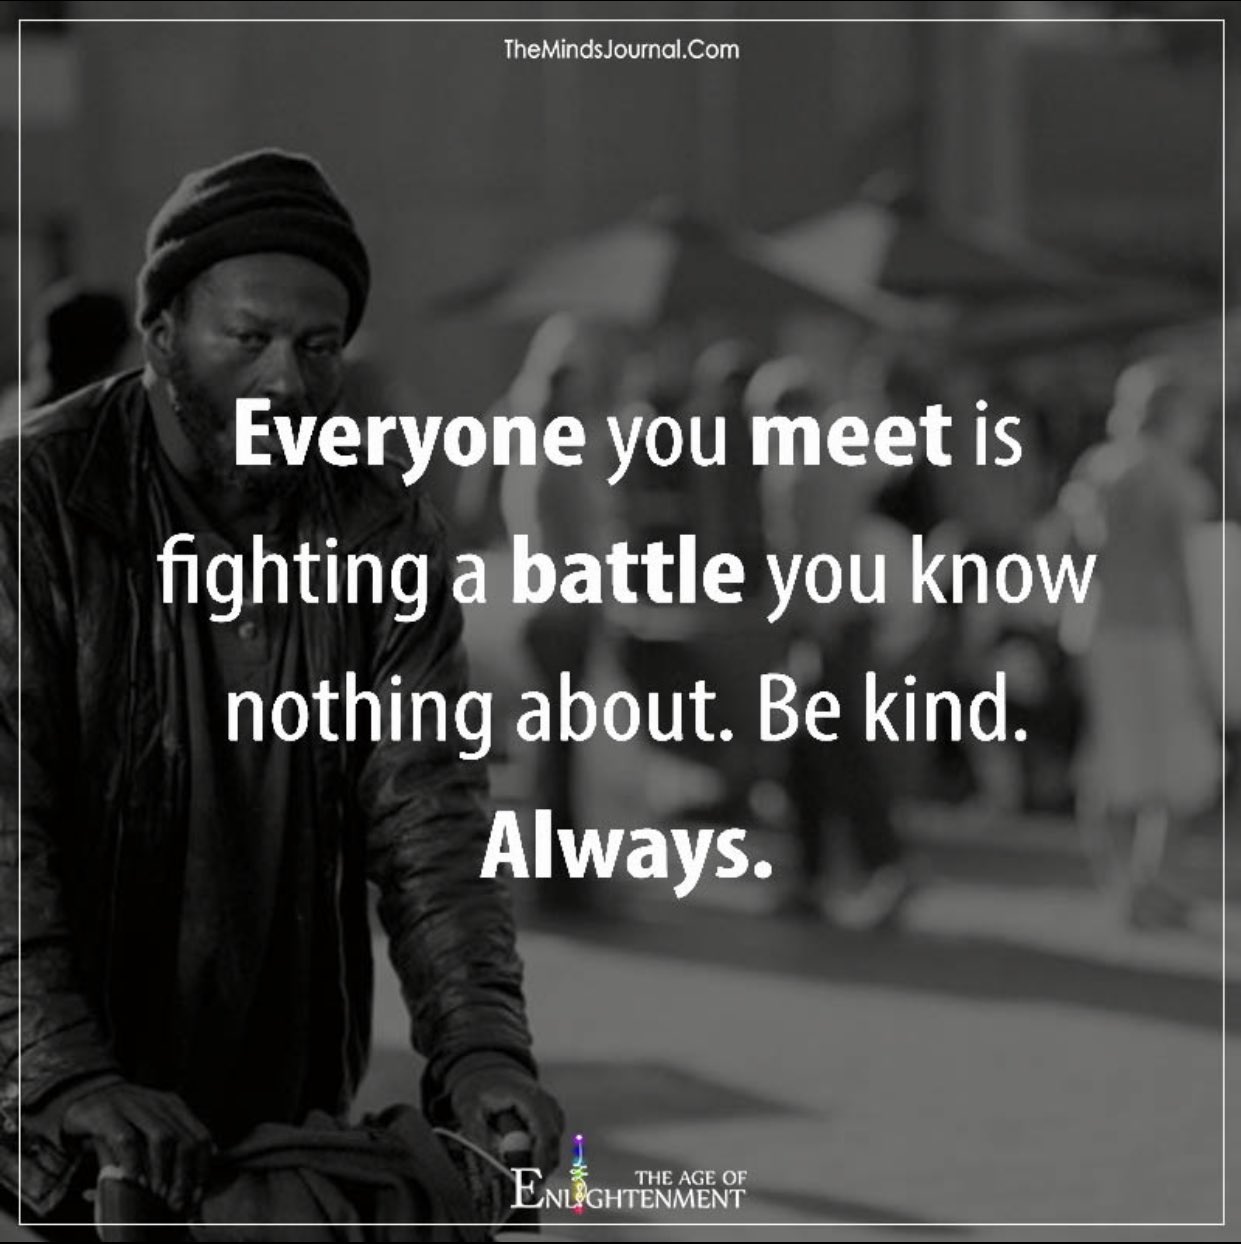 TheMindsJournal.Com
Everyone you meet is
fighting a battle you know
nothing about. Be kind.
Always.
THE AGE OF
ENLIGHTENMENT